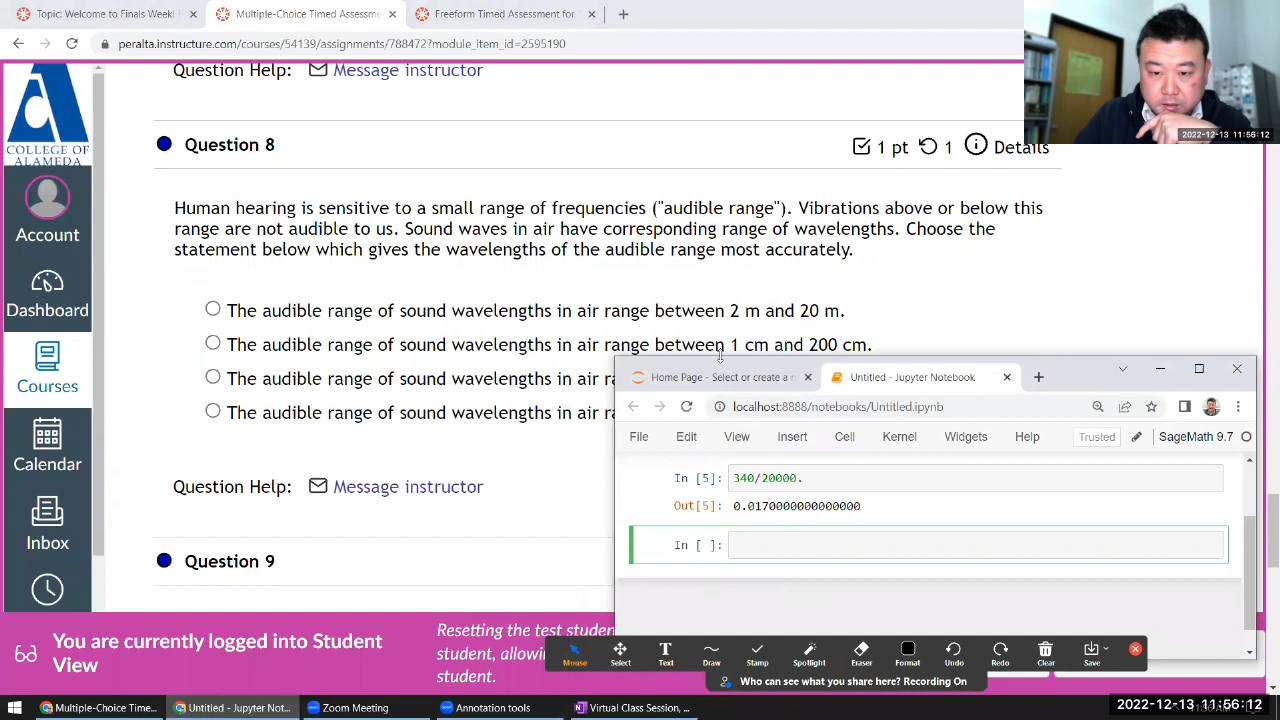 Topic: Welcome to Finals Week!
Multiple-Choice Timed Assessme
Freeform Timed Assessment for
peralta.instructure.com/courses/54139/assignments/788472?module_item_id=2595190
2022-12-13 11:56:12
COLLEGE OF
ALAMEDA
Account
Dashboard
Courses
Calendar
Inbox
Question Help: Message instructor
Question 8
1 pt 1 Details
Human hearing is sensitive to a small range of frequencies ("audible range"). Vibrations above or below this
range are not audible to us. Sound waves in air have corresponding range of wavelengths. Choose the
statement below which gives the wavelengths of the audible range most accurately.
The audible range of sound wavelengths in air range between 2 m and 20 m.
The audible range of sound wavelengths in air range between 1 cm and 200 cm.
The audible range of sound wavelengths in air ra
The audible range of sound wavelengths in air ra
Question Help: Message instructor
Question 9
Home Page - Select or create a n
Untitled - Jupyter Notebook
localhost:8888/notebooks/Untitled.ipynb
File Edit View Insert Cell Kernel Widgets Help Trusted SageMath 9.7
In [5]: 340/20000.
Out[5]: 0.0170000000000000
In [ ]:
You are currently logged into Student
View
Resetting the test studen
student, allowin
student.
Mouse Select Text Draw Stamp Spotlight Eraser Format Undo Redo Clear Save
Who can see what you share here? Recording On
Multiple-Choice Time...
Untitled - Jupyter Not...
Zoom Meeting
Annotation tools
Virtual Class Session, ...
2022-12-13 11:56:12